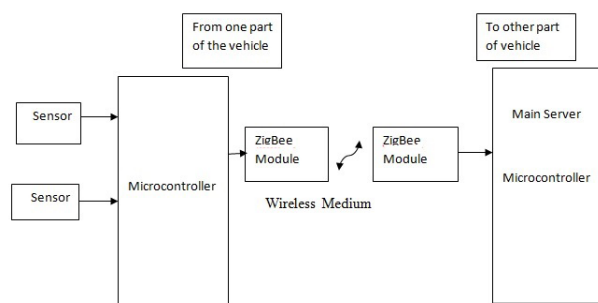 From one part
of the vehicle
To other part
of vehicle
Sensor
Sensor
Microcontroller
ZigBee
Module
Wireless Medium
ZigBee
Module
Main Server
Microcontroller